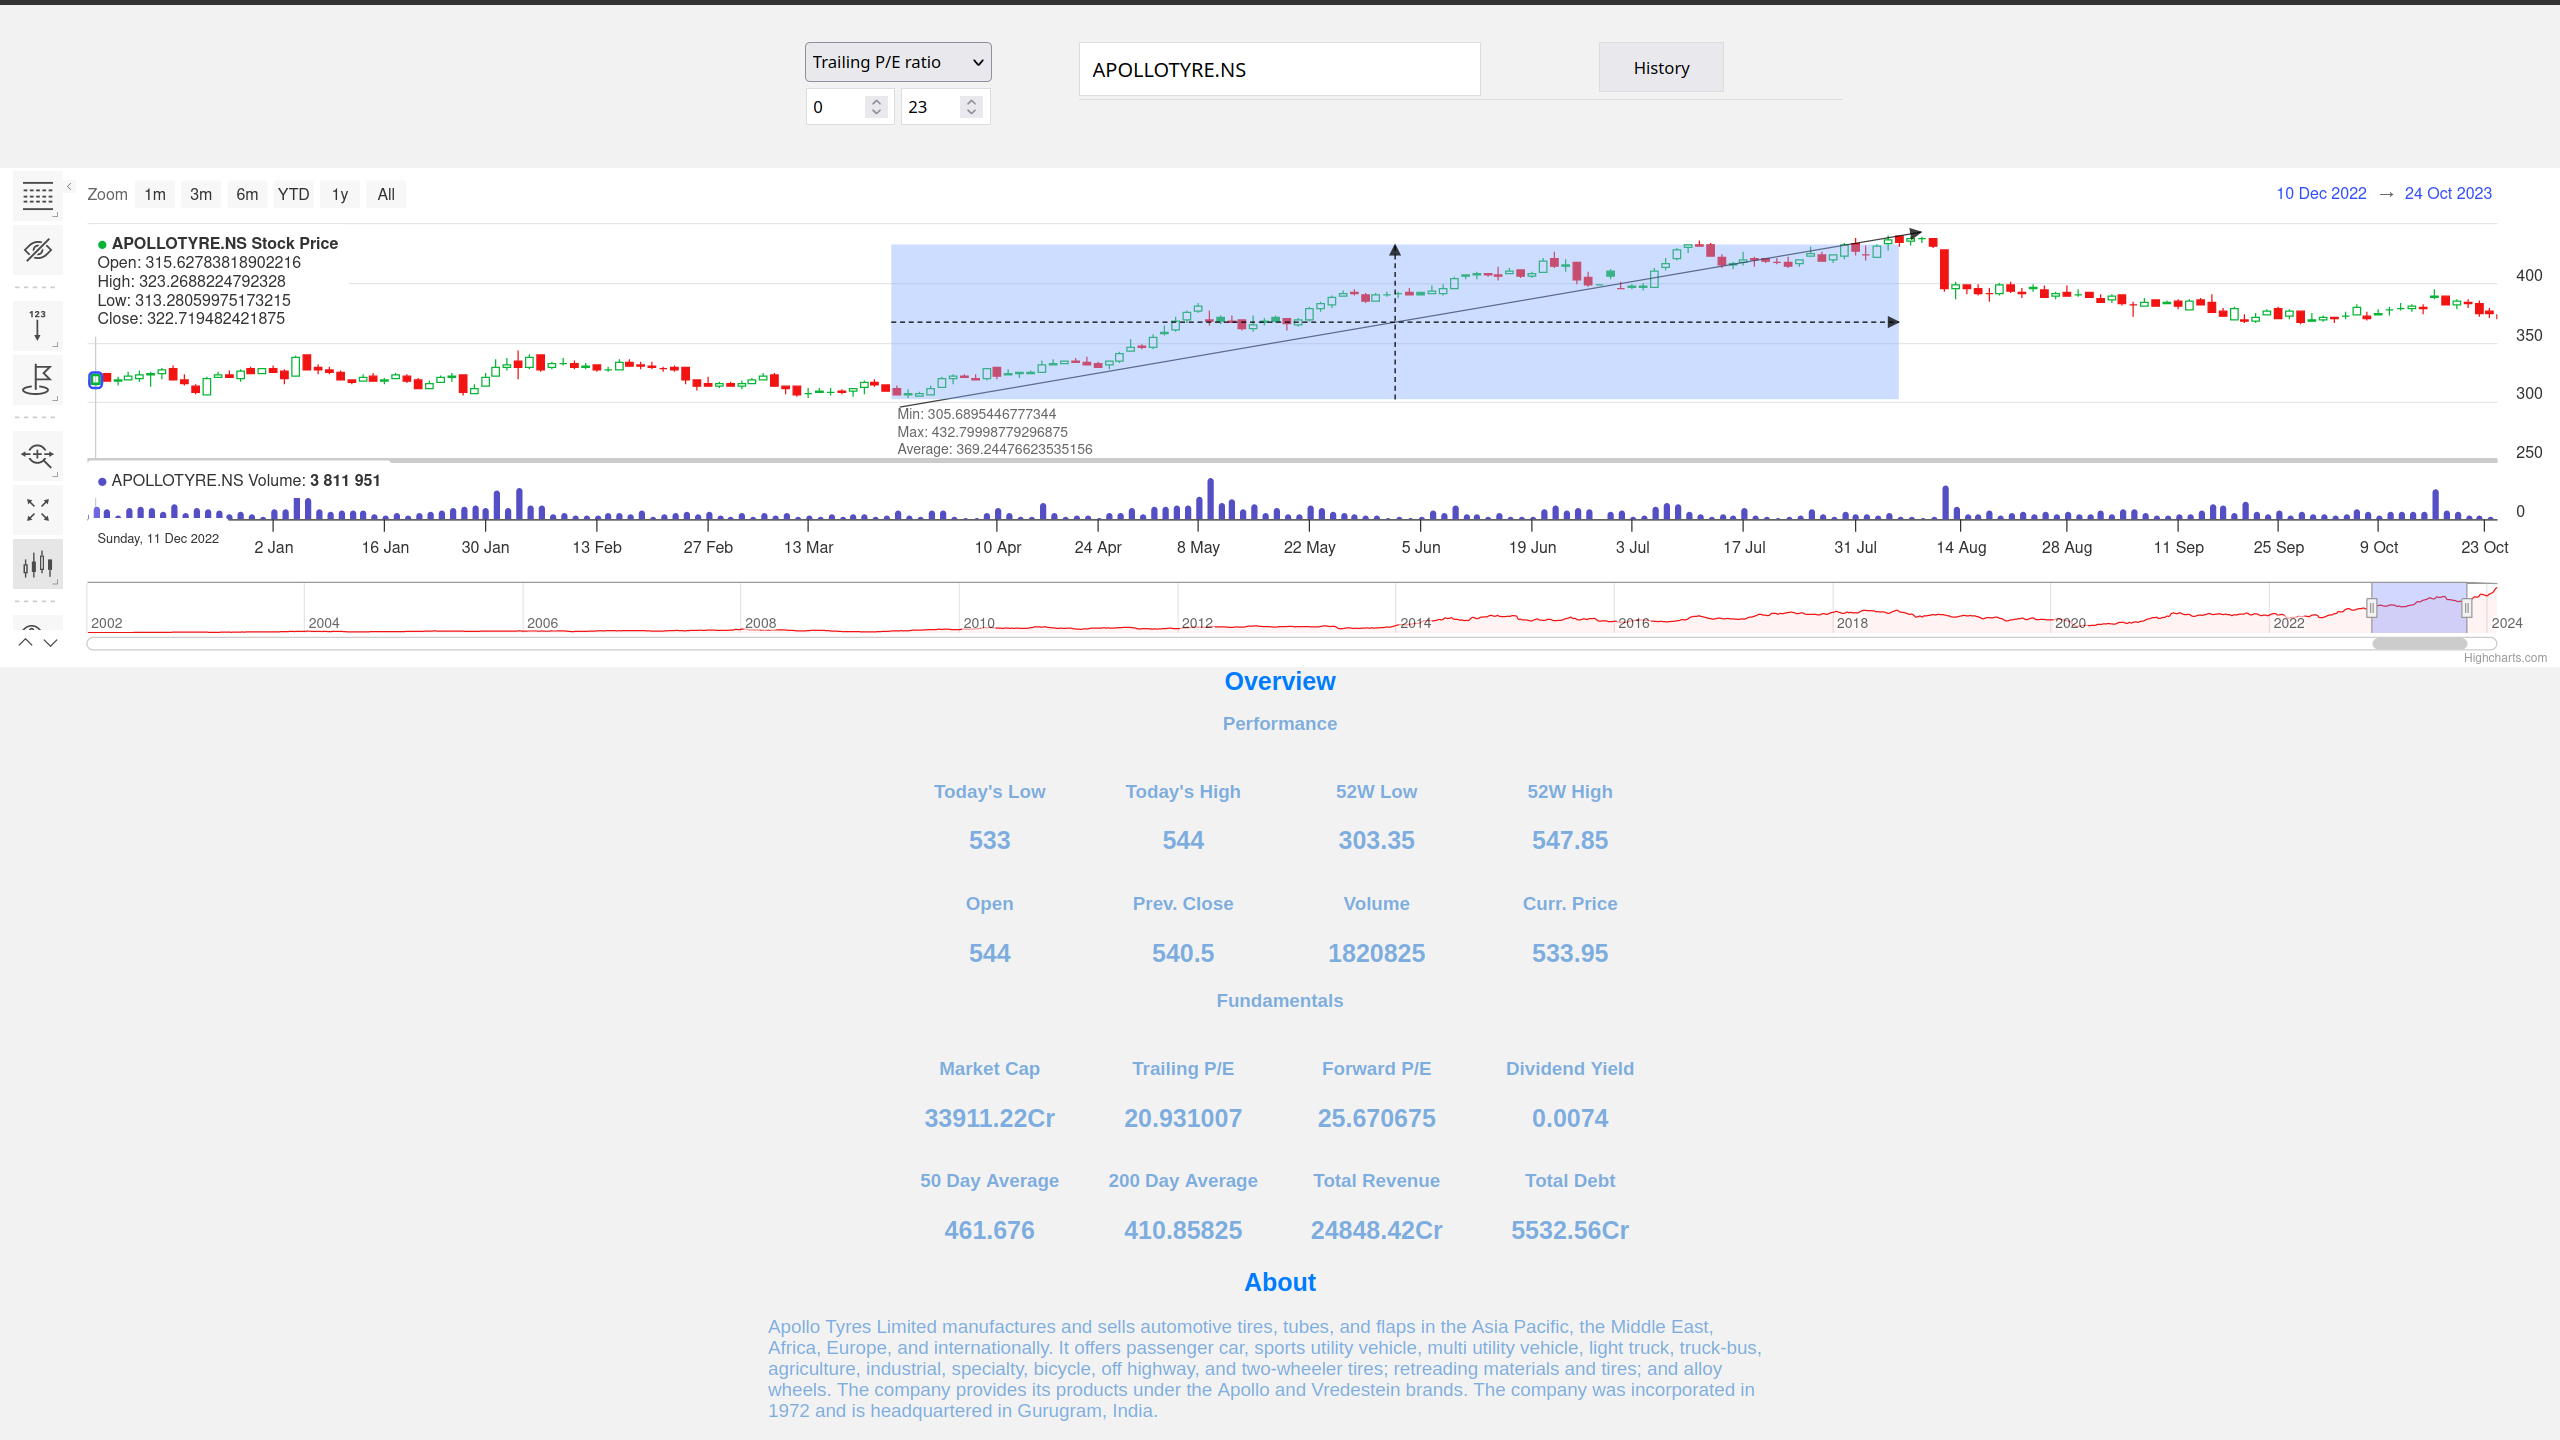 Trailing P/E ratio
APOLLOTYRE.NS
History
0
23
Zoom 1m 3m 6m YTD 1y All
10 Dec 2022 → 24 Oct 2023
APOLLOTYRE.NS Stock Price
Open: 315.62783818902216
High: 323.2688224792328
Low: 313.28059975173215
Close: 322.719482421875
400
350
300
250
123
Min: 305.6895446777344
Max: 432.79998779296875
Average: 369.24476623535156
APOLLOTYRE.NS Volume: 3 811 951
0
Sunday, 11 Dec 2022
2 Jan 16 Jan 30 Jan 13 Feb 27 Feb 13 Mar 10 Apr 24 Apr 8 May 22 May 5 Jun 19 Jun 3 Jul 17 Jul 31 Jul 14 Aug 28 Aug 11 Sep 25 Sep 9 Oct 23 Oct
2002 2004 2006 2008 2010 2012 2014 2016 2018 2020 2022 2024
Highcharts.com
Overview
Performance
Today's Low Today's High 52W Low 52W High
533 544 303.35 547.85
Open Prev. Close Volume Curr. Price
544 540.5 1820825 533.95
Fundamentals
Market Cap Trailing P/E Forward P/E Dividend Yield
33911.22Cr 20.931007 25.670675 0.0074
50 Day Average 200 Day Average Total Revenue Total Debt
461.676 410.85825 24848.42Cr 5532.56Cr
About
Apollo Tyres Limited manufactures and sells automotive tires, tubes, and flaps in the Asia Pacific, the Middle East,
Africa, Europe, and internationally. It offers passenger car, sports utility vehicle, multi utility vehicle, light truck, truck-bus,
agriculture, industrial, specialty, bicycle, off highway, and two-wheeler tires; retreading materials and tires; and alloy
wheels. The company provides its products under the Apollo and Vredestein brands. The company was incorporated in
1972 and is headquartered in Gurugram, India.